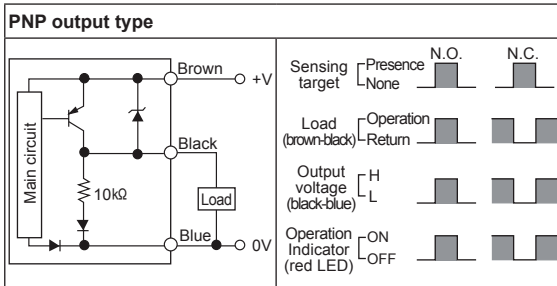 PNP output type
Main circuit
10kΩ
Brown
+V
Black
Load
Blue
0V
N.O.
N.C.
Sensing target
Presence
None
Load
(brown-black)
Operation
Return
Output voltage
(black-blue)
H
L
Operation Indicator
(red LED)
ON
OFF